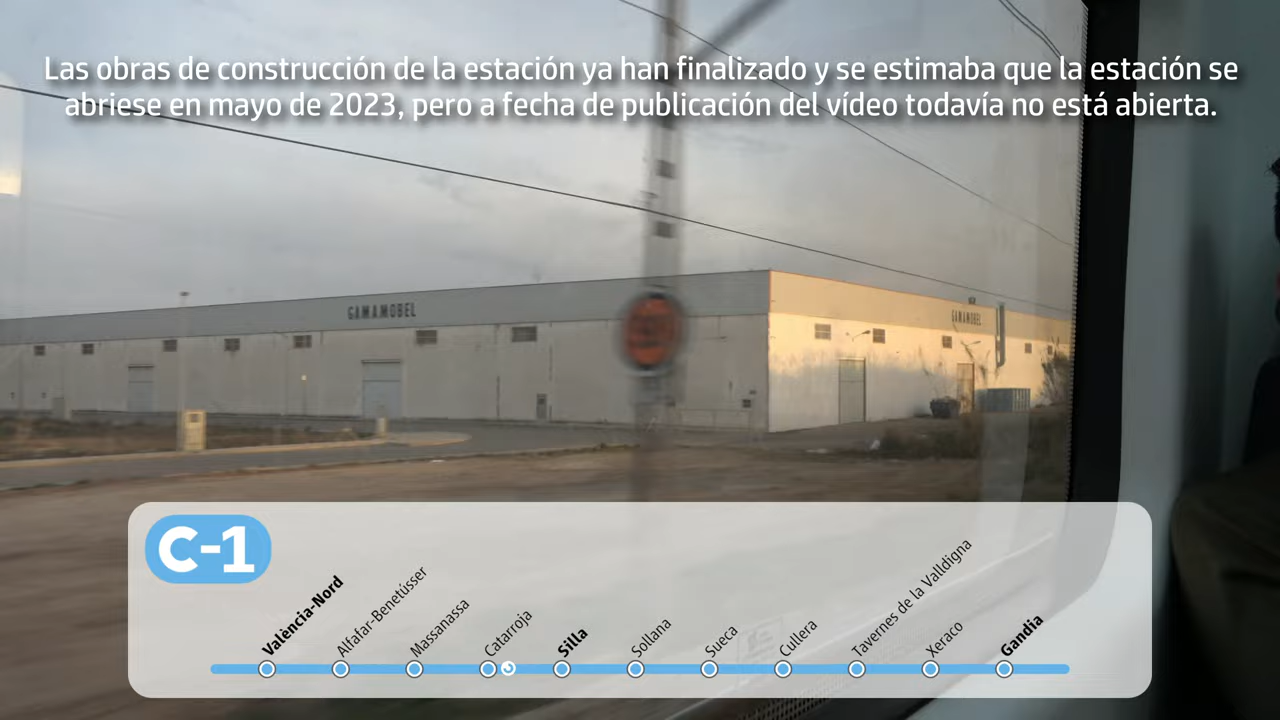 Las obras de construcción de la estación ya han finalizado y se estimaba que la estación se
abriese en mayo de 2023, pero a fecha de publicación del vídeo todavía no está abierta.
GAMAMOBEL
GAMAMOBEL
C-1
València-Nord
Alfafar-Benetússer
Massanassa
Catarroja
Silla
Sollana
Sueca
Cullera
Tavernes de la Valldigna
Xeraco
Gandia